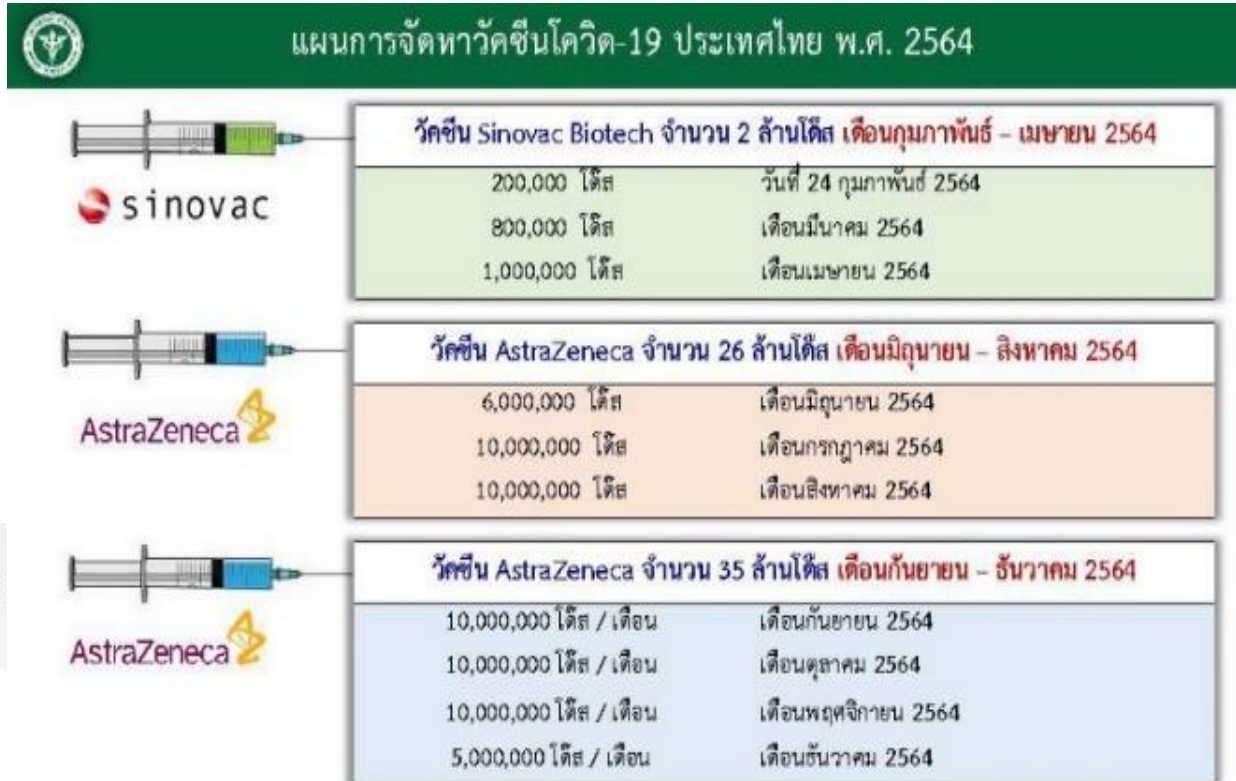 แผนการจัดหาวัคซีนโควิด-19 ประเทศไทย พ.ศ. 2564
วัคซีน Sinovac Biotech จำนวน 2 ล้านโด๊ส เดือนกุมภาพันธ์ – เมษายน 2564
sinovac
200,000 โด๊ส วันที่ 24 กุมภาพันธ์ 2564
800,000 โด๊ส เดือนมีนาคม 2564
1,000,000 โด๊ส เดือนเมษายน 2564
วัคซีน AstraZeneca จำนวน 26 ล้านโด๊ส เดือนมิถุนายน – สิงหาคม 2564
AstraZeneca
6,000,000 โด๊ส เดือนมิถุนายน 2564
10,000,000 โด๊ส เดือนกรกฎาคม 2564
10,000,000 โด๊ส เดือนสิงหาคม 2564
วัคซีน AstraZeneca จำนวน 35 ล้านโด๊ส เดือนกันยายน – ธันวาคม 2564
AstraZeneca
10,000,000 โด๊ส / เดือน เดือนกันยายน 2564
10,000,000 โด๊ส / เดือน เดือนตุลาคม 2564
10,000,000 โด๊ส / เดือน เดือนพฤศจิกายน 2564
5,000,000 โด๊ส / เดือน เดือนธันวาคม 2564